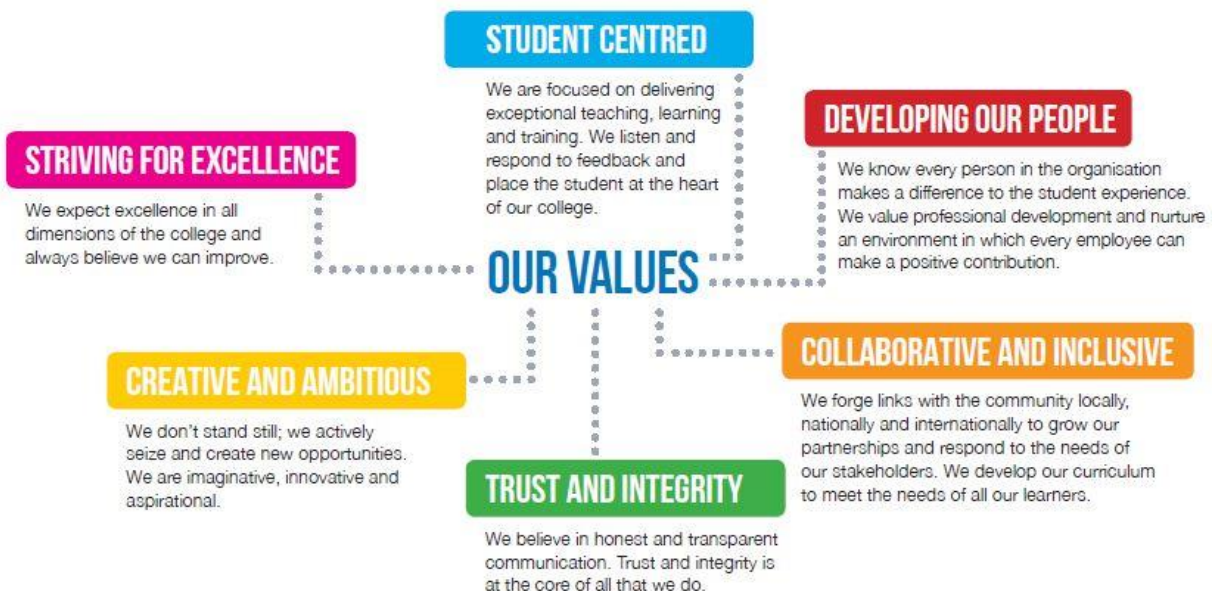 STUDENT CENTRED
We are focused on delivering
exceptional teaching, learning
and training. We listen and
respond to feedback and
place the student at the heart
of our college.
DEVELOPING OUR PEOPLE
We know every person in the organisation
makes a difference to the student experience.
We value professional development and nurture
an environment in which every employee can
make a positive contribution.
STRIVING FOR EXCELLENCE
We expect excellence in all
dimensions of the college and
always believe we can improve.
OUR VALUES
CREATIVE AND AMBITIOUS
We don't stand still; we actively
seize and create new opportunities.
We are imaginative, innovative and
aspirational.
COLLABORATIVE AND INCLUSIVE
We forge links with the community locally,
nationally and internationally to grow our
partnerships and respond to the needs of
our stakeholders. We develop our curriculum
to meet the needs of all our learners.
TRUST AND INTEGRITY
We believe in honest and transparent
communication. Trust and integrity is
at the core of all that we do.